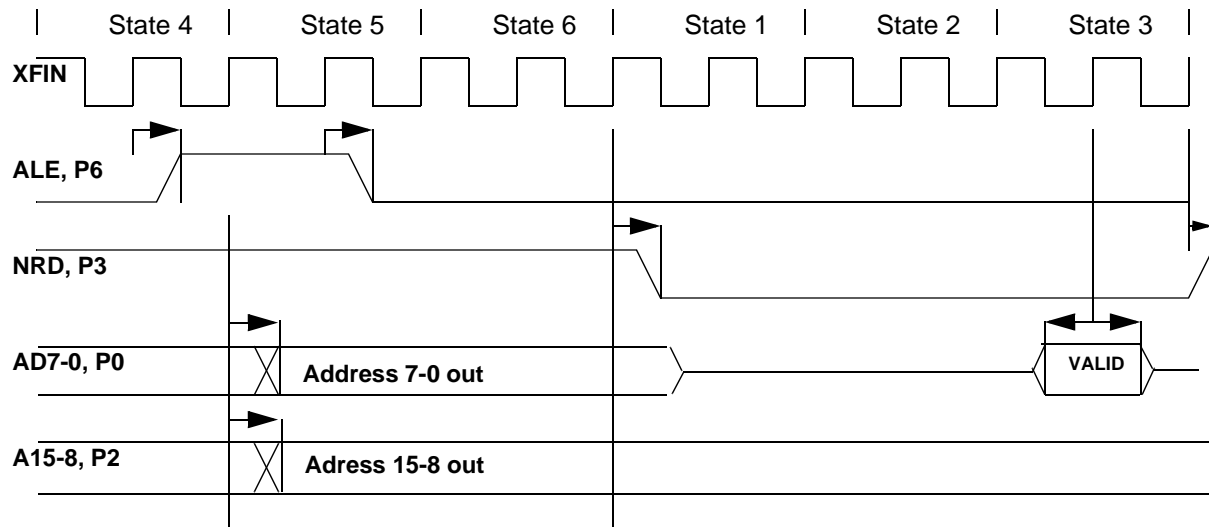 State 4 State 5 State 6 State 1 State 2 State 3
XFIN
ALE, P6
NRD, P3
AD7-0, P0 Address 7-0 out VALID
A15-8, P2 Adress 15-8 out